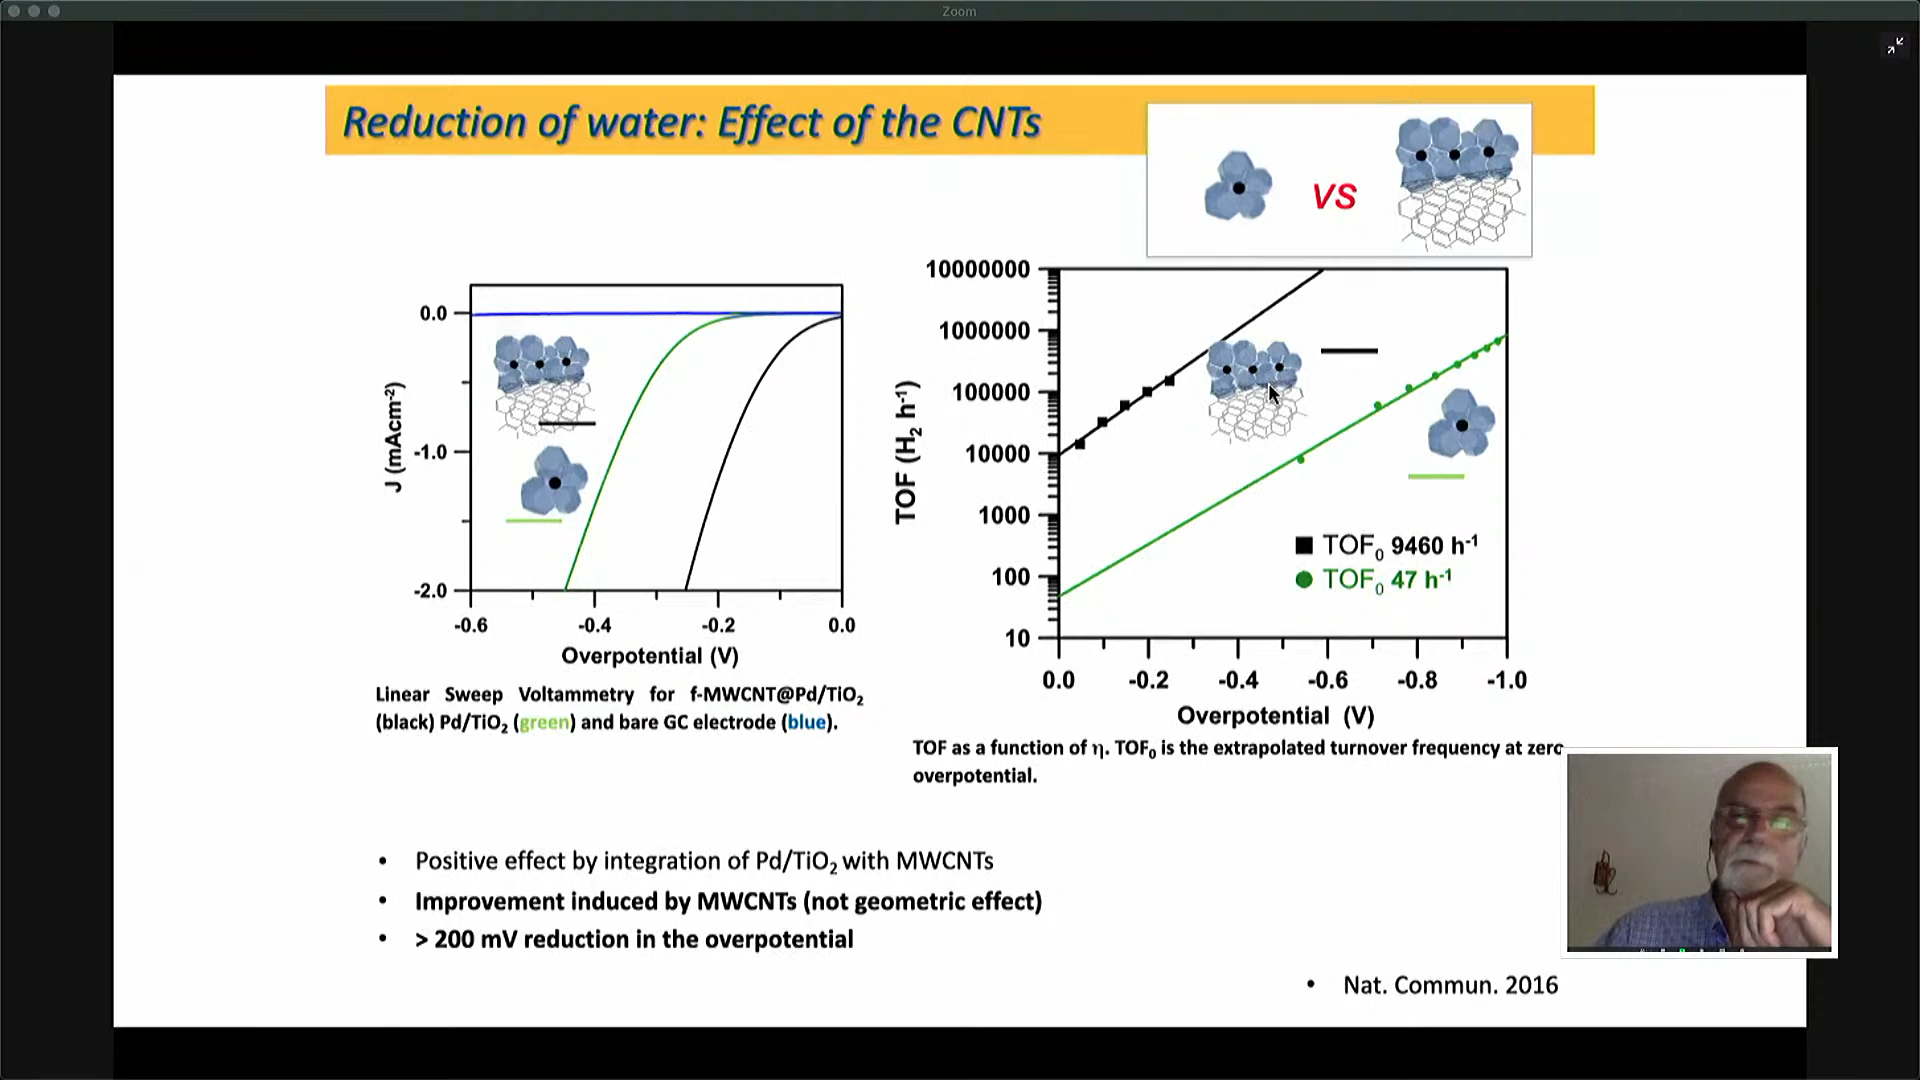 Zoom
Reduction of water: Effect of the CNTs
VS
0.0
-1.0
-2.0
J (mAcm⁻²)
-0.6 -0.4 -0.2 0.0
Overpotential (V)
Linear Sweep Voltammetry for f-MWCNT@Pd/TiO₂
(black) Pd/TiO₂ (green) and bare GC electrode (blue).
10000000
1000000
100000
10000
1000
100
10
TOF (H₂ h⁻¹)
TOF₀ 9460 h⁻¹
TOF₀ 47 h⁻¹
0.0 -0.2 -0.4 -0.6 -0.8 -1.0
Overpotential (V)
TOF as a function of η. TOF₀ is the extrapolated turnover frequency at zero
overpotential.
• Positive effect by integration of Pd/TiO₂ with MWCNTs
• Improvement induced by MWCNTs (not geometric effect)
• > 200 mV reduction in the overpotential
• Nat. Commun. 2016